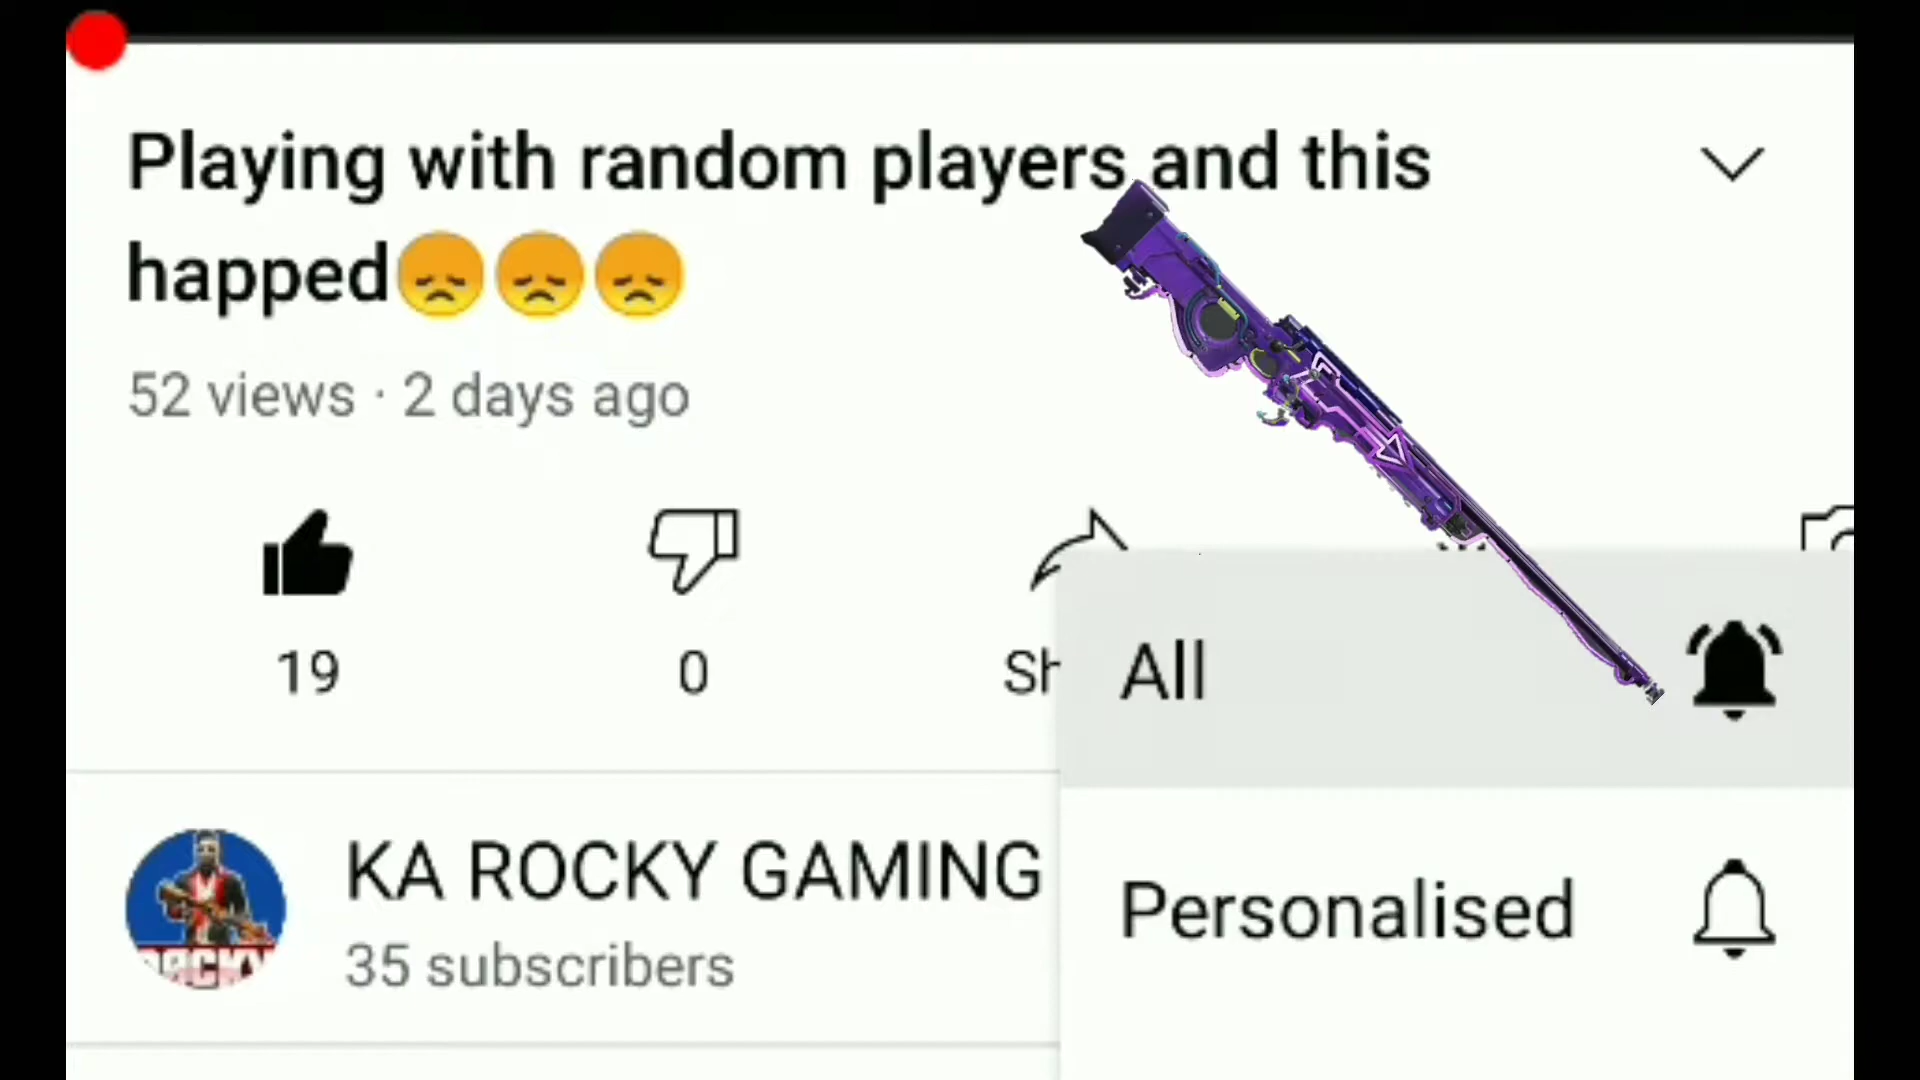 Playing with random players and this
happed😞😞😞
52 views · 2 days ago
19
0
Sh
All
KA ROCKY GAMING
35 subscribers
Personalised